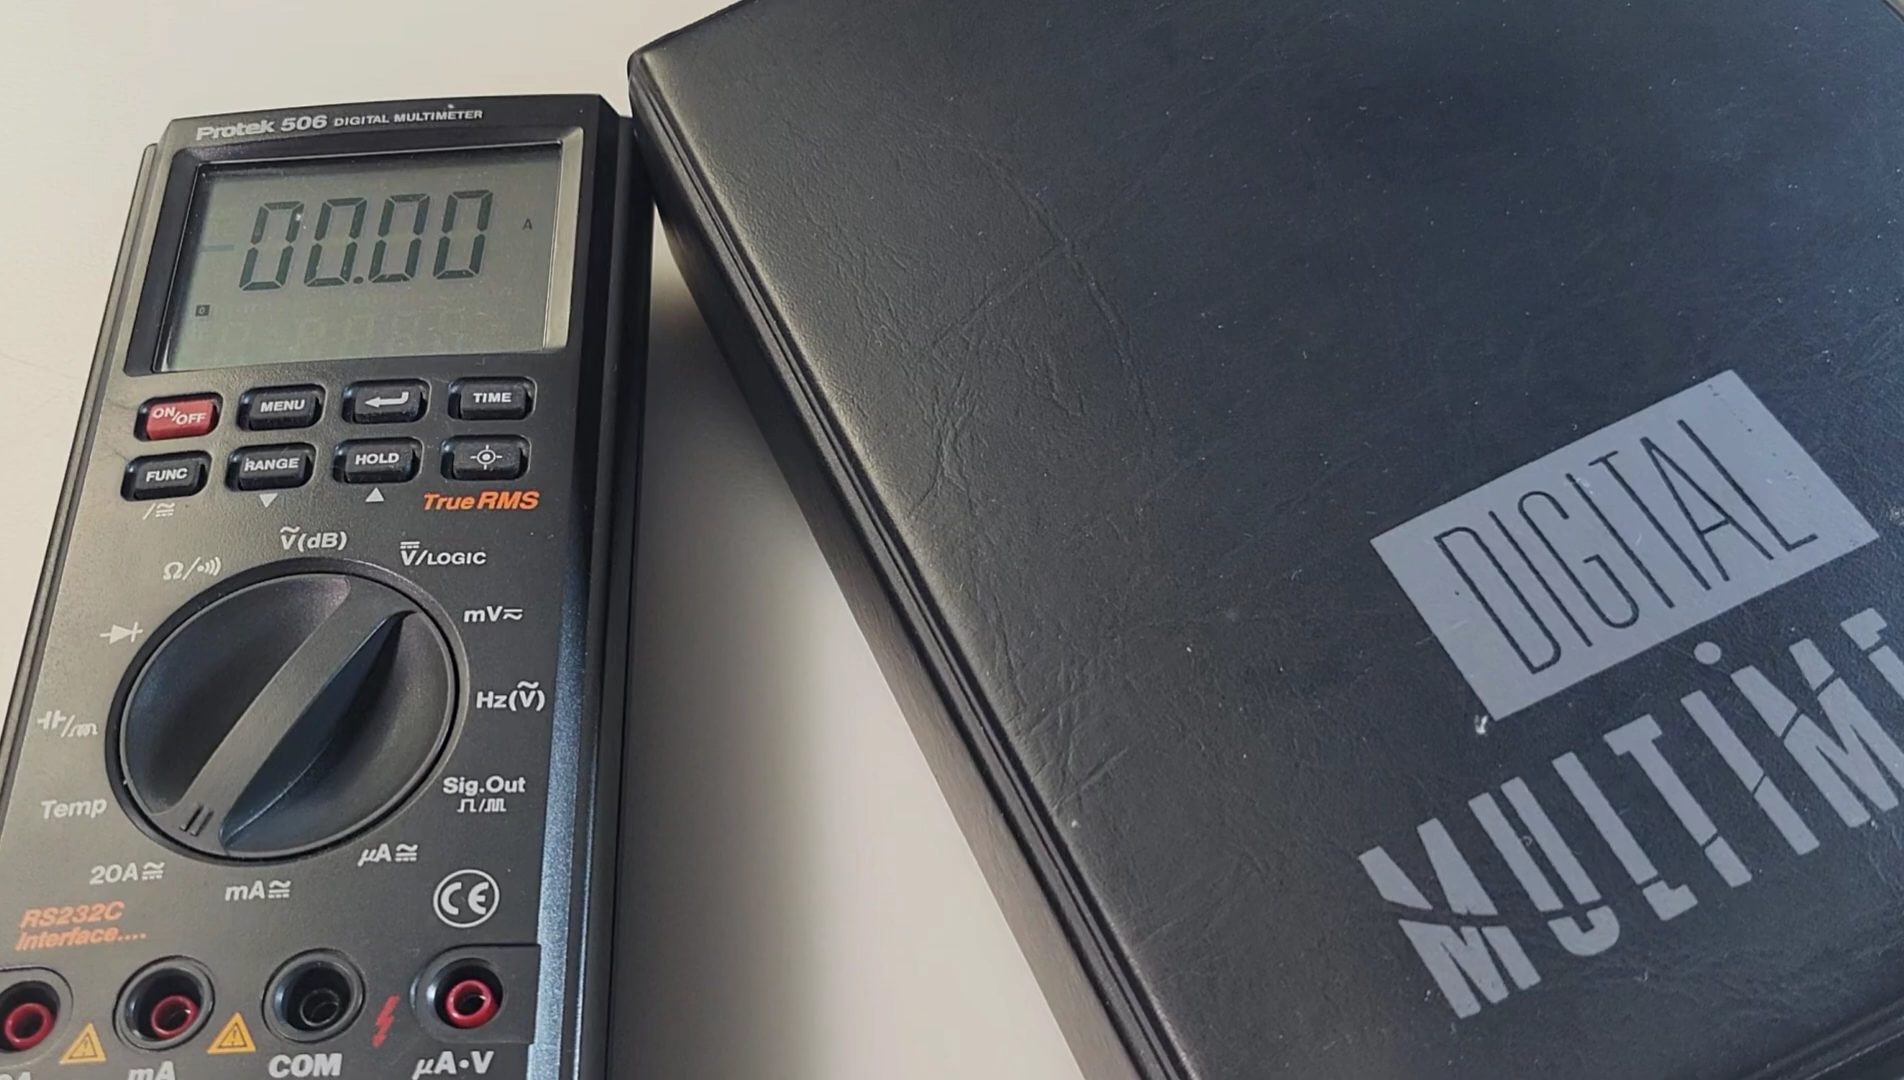 Protek 506 DIGITAL MULTIMETER
00.00 A
ON/OFF MENU TIME
FUNC RANGE HOLD
True RMS
Ṽ(dB)
Ω
V/LOGIC
mV
Hz(Ṽ)
Sig.Out
Temp
20A
mA
µA
CE
RS232C
interface....
mA
COM
µA•V
DIGITAL
MULTIM